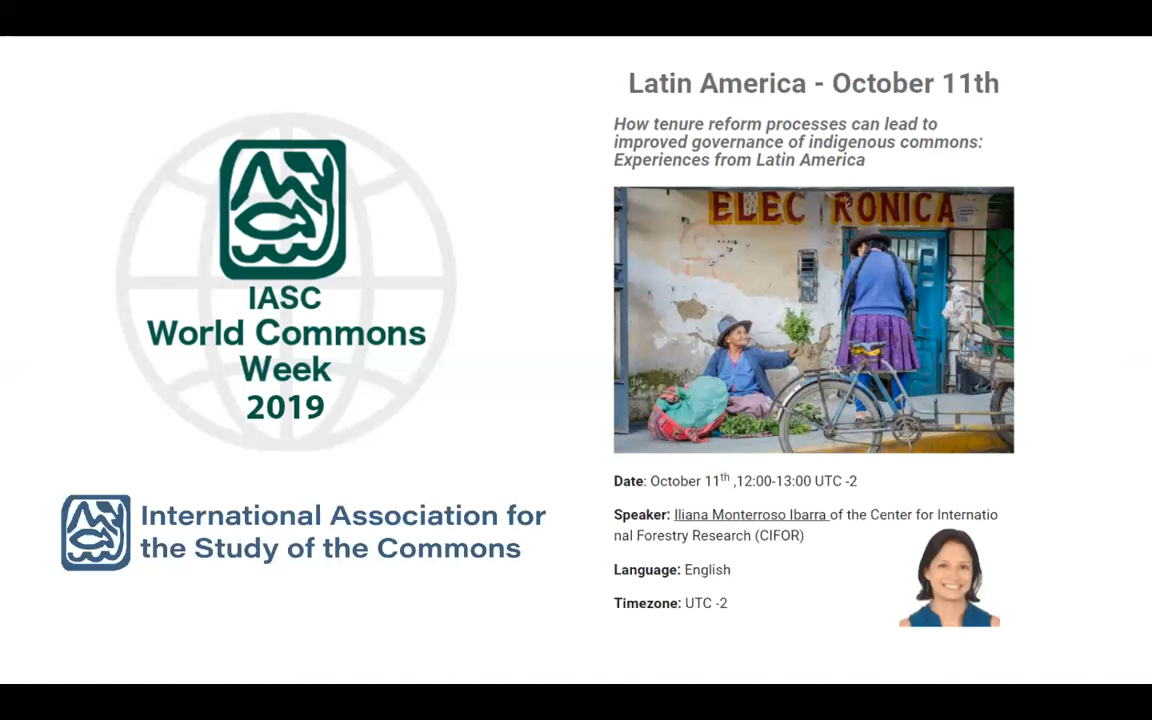 IASC
World Commons
Week
2019
International Association for
the Study of the Commons
Latin America - October 11th
How tenure reform processes can lead to
improved governance of indigenous commons:
Experiences from Latin America
ELEC RONICA
Date: October 11th ,12:00-13:00 UTC -2
Speaker: Iliana Monterroso Ibarra of the Center for Internatio
nal Forestry Research (CIFOR)
Language: English
Timezone: UTC -2